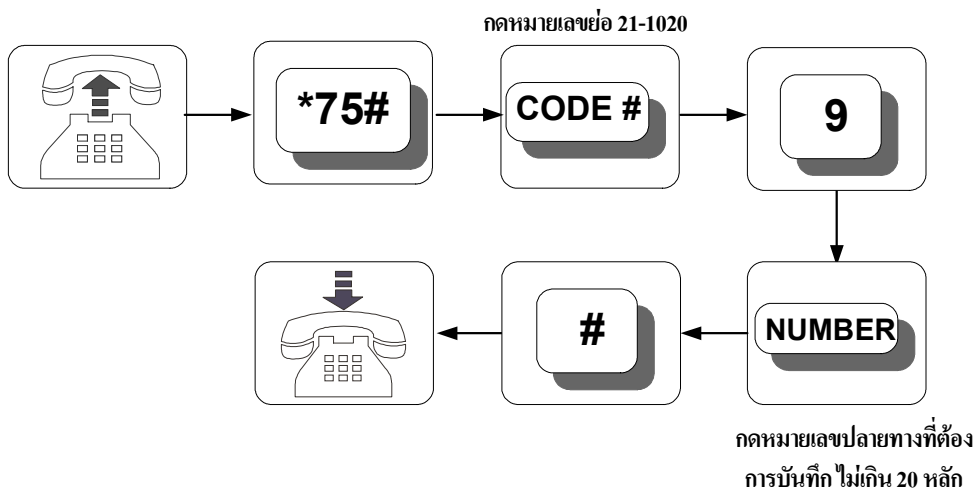 กดหมายเลขย่อ 21-1020
*75#
CODE #
9
NUMBER
#
กดหมายเลขปลายทางที่ต้อง
การบันทึก ไม่เกิน 20 หลัก